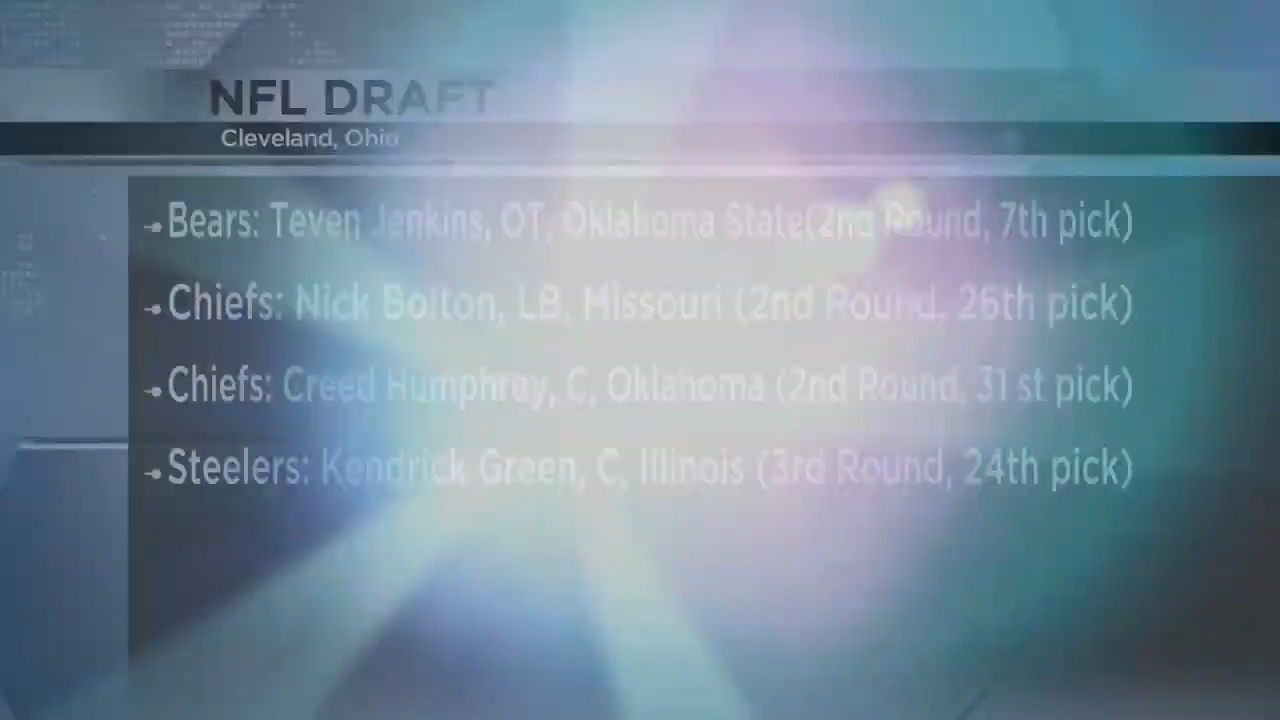 NFL DRAFT
Cleveland, Ohio
Bears: Teven Jenkins, OT, Oklahoma State(2nd Round, 7th pick)
Chiefs: Nick Bolton, LB, Missouri (2nd Round, 26th pick)
Chiefs: Creed Humphrey, C, Oklahoma (2nd Round, 31 st pick)
Steelers: Kendrick Green, C, Illinois (3rd Round, 24th pick)